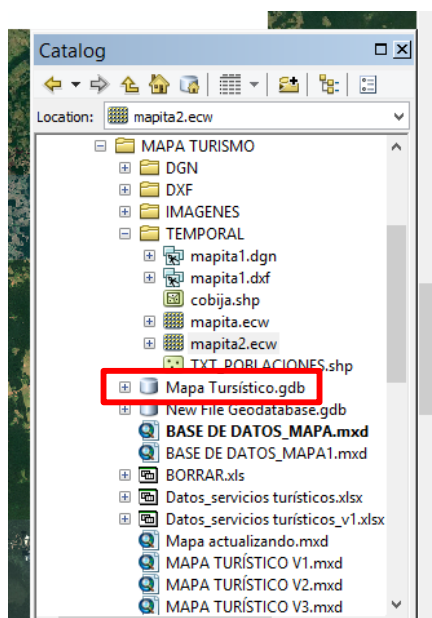 Catalog
Location: mapita2.ecw
MAPA TURISMO
DGN
DXF
IMAGENES
TEMPORAL
mapita1.dgn
mapita1.dxf
cobija.shp
mapita.ecw
mapita2.ecw
TXT_POBLACIONES.shp
Mapa Tursístico.gdb
New File Geodatabase.gdb
BASE DE DATOS_MAPA.mxd
BASE DE DATOS_MAPA1.mxd
BORRAR.xls
Datos_servicios turísticos.xlsx
Datos_servicios turísticos_v1.xlsx
Mapa actualizando.mxd
MAPA TURÍSTICO V1.mxd
MAPA TURÍSTICO V2.mxd
MAPA TURÍSTICO V3.mxd